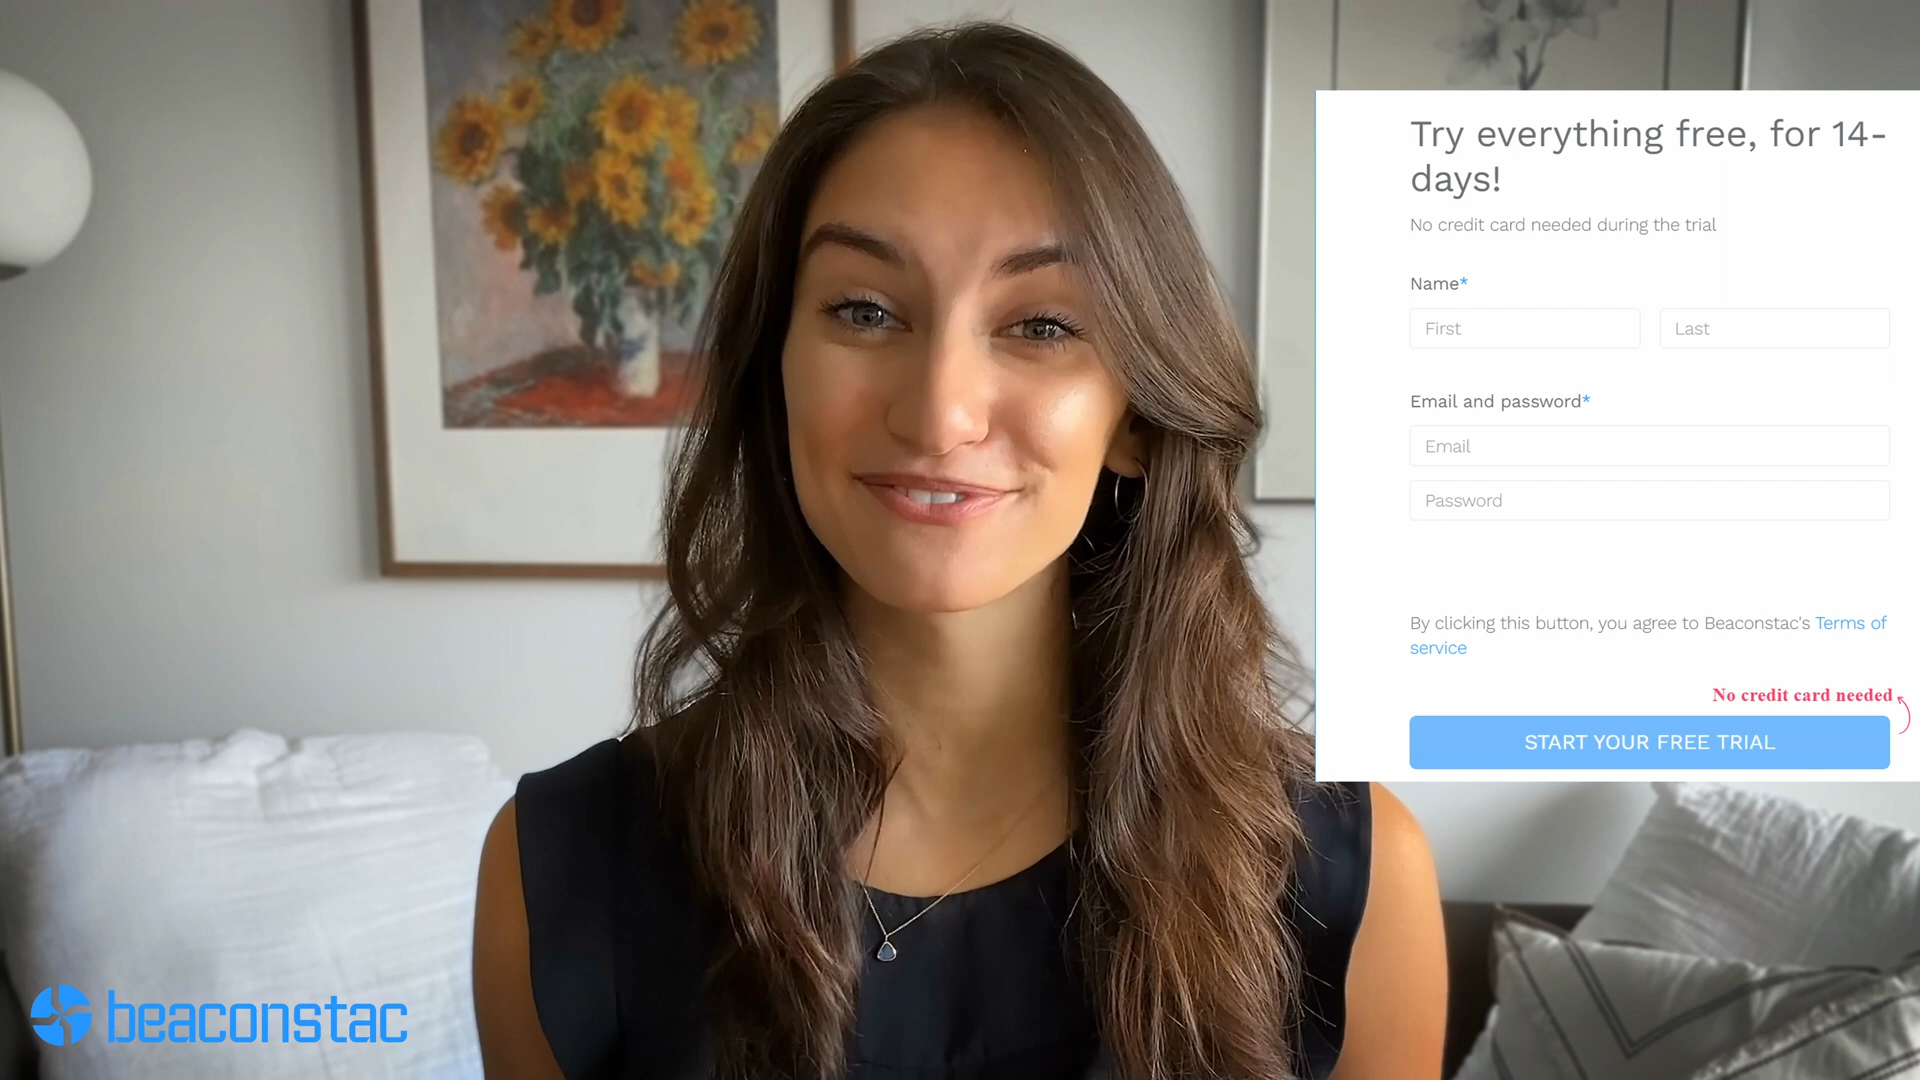 Try everything free, for 14-
days!
No credit card needed during the trial
Name*
First
Last
Email and password*
Email
Password
By clicking this button, you agree to Beaconstac's Terms of
service
No credit card needed
START YOUR FREE TRIAL
beaconstac